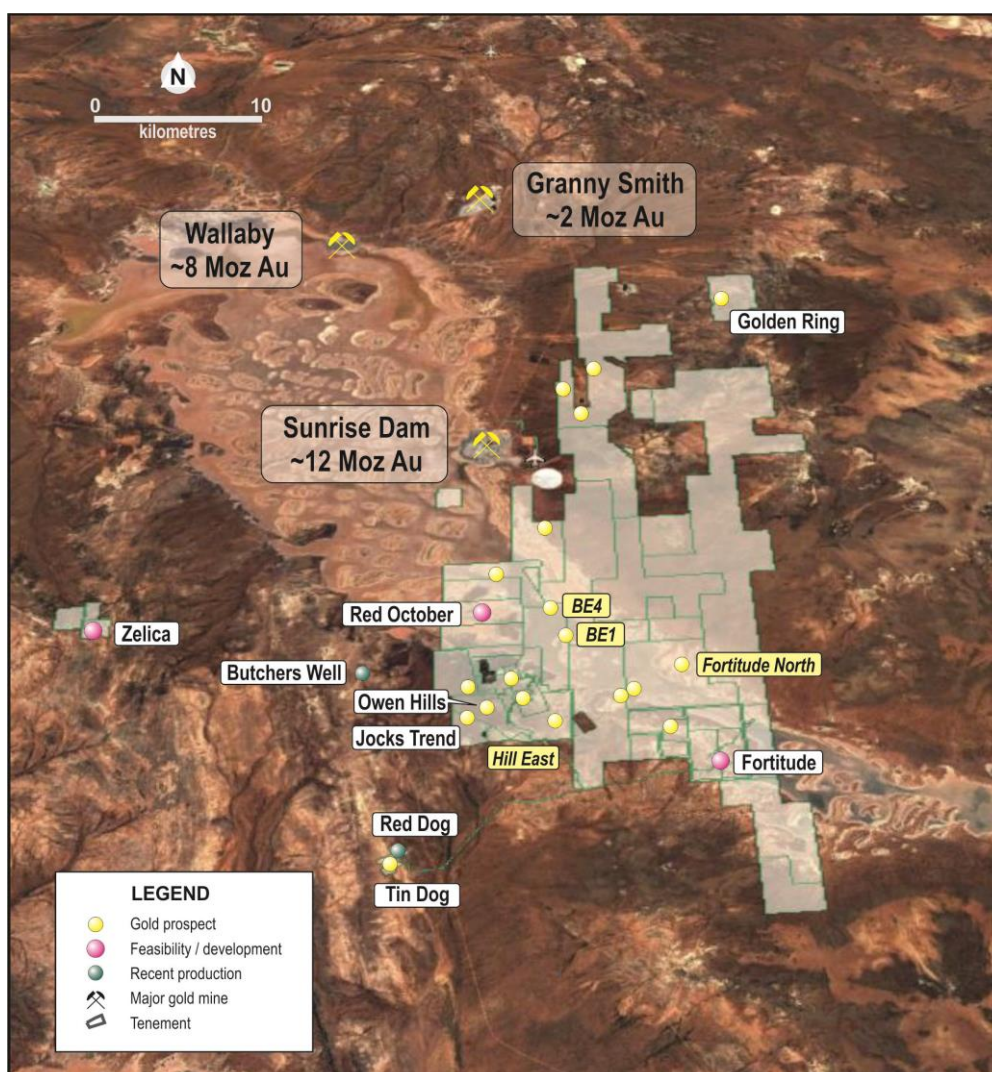 N
0 10
kilometres
Granny Smith
~2 Moz Au
Wallaby
~8 Moz Au
Golden Ring
Sunrise Dam
~12 Moz Au
Red October
BE4
Zelica
BE1
Butchers Well
Fortitude North
Owen Hills
Jocks Trend
Hill East
Fortitude
Red Dog
Tin Dog
LEGEND
Gold prospect
Feasibility / development
Recent production
Major gold mine
Tenement